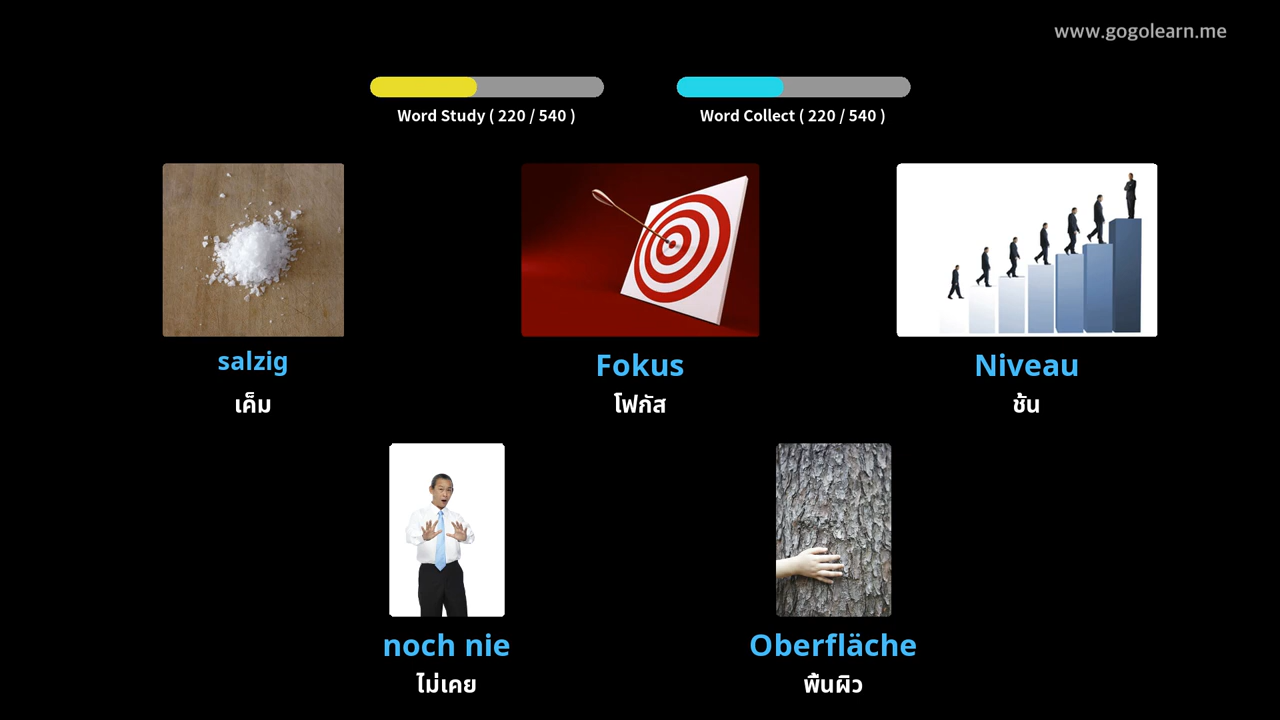 www.gogolearn.me
Word Study ( 220 / 540 )
Word Collect ( 220 / 540 )
salzig
Fokus
Niveau
เค็ม
โฟกัส
ชั้น
noch nie
Oberfläche
ไม่เคย
พื้นผิว